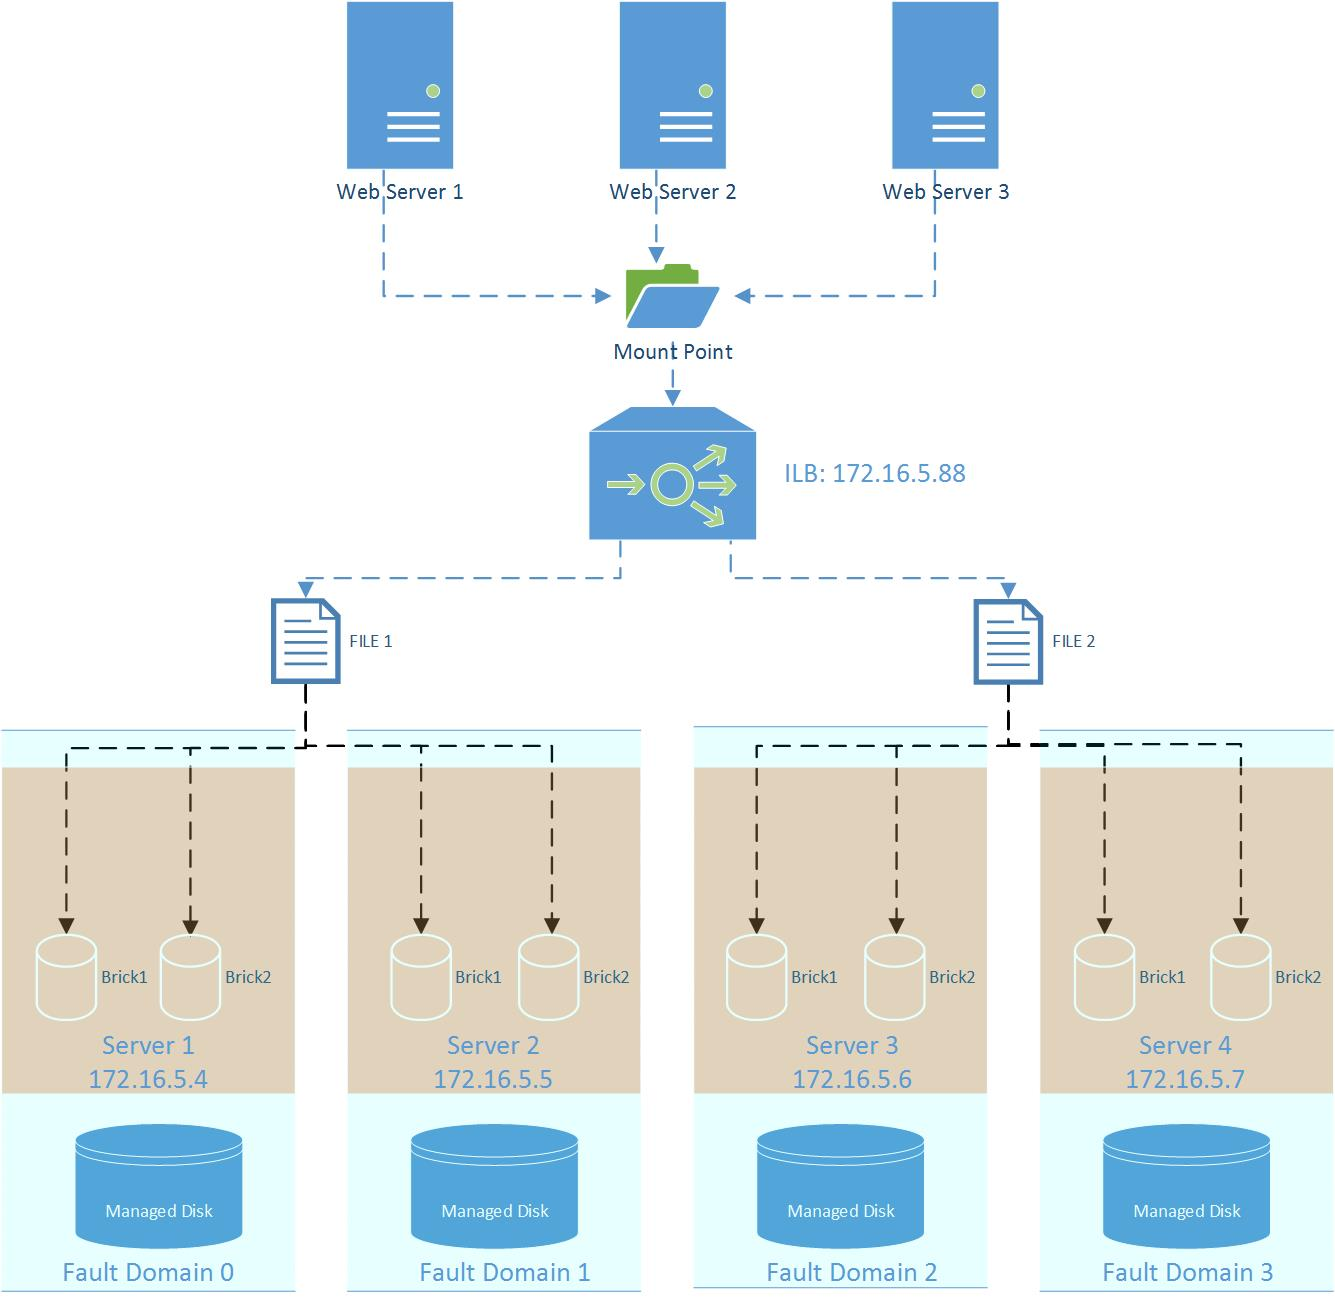 Web Server 1
Web Server 2
Web Server 3
Mount Point
ILB: 172.16.5.88
FILE 1
FILE 2
Brick1
Brick2
Brick1
Brick2
Brick1
Brick2
Brick1
Brick2
Server 1
172.16.5.4
Server 2
172.16.5.5
Server 3
172.16.5.6
Server 4
172.16.5.7
Managed Disk
Managed Disk
Managed Disk
Managed Disk
Fault Domain 0
Fault Domain 1
Fault Domain 2
Fault Domain 3